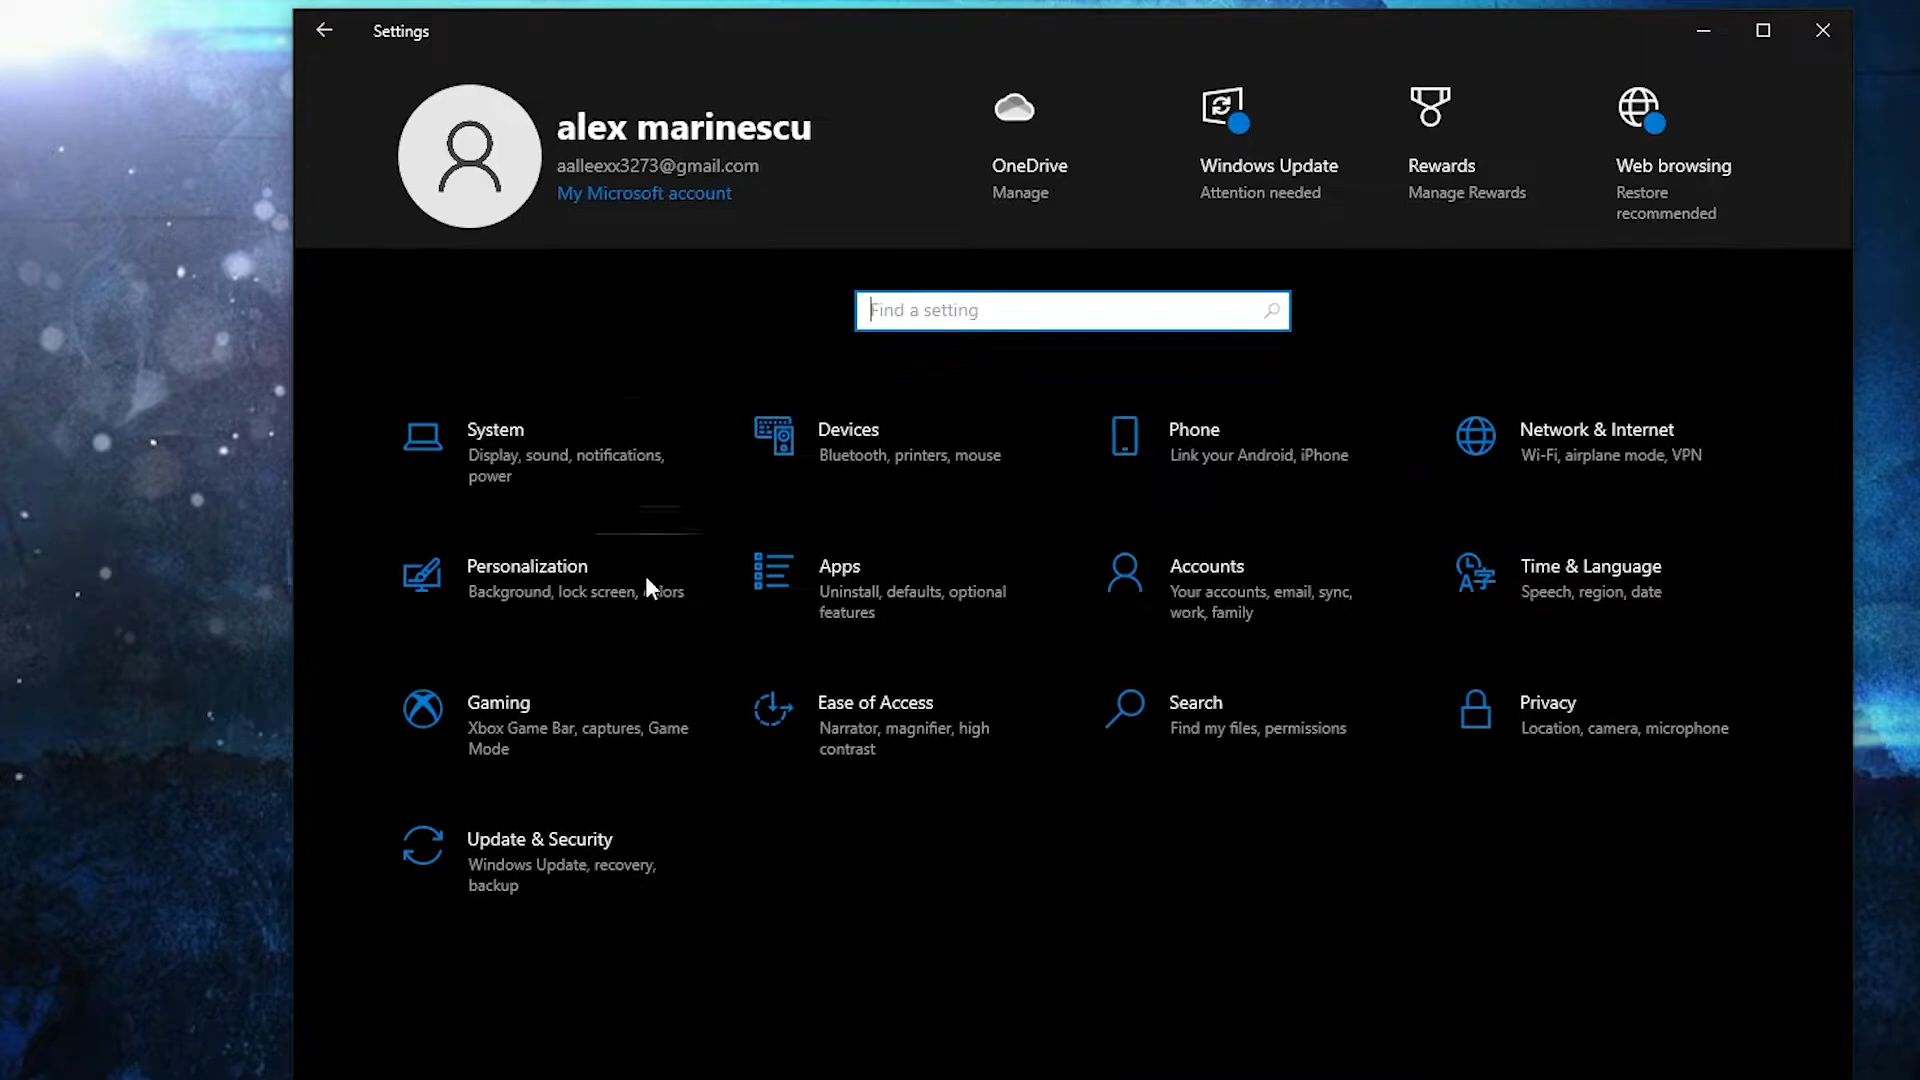 Settings
alex marinescu
aalleexx3273@gmail.com
My Microsoft account
OneDrive
Manage
Windows Update
Attention needed
Rewards
Manage Rewards
Web browsing
Restore
recommended
Find a setting
System
Display, sound, notifications,
power
Devices
Bluetooth, printers, mouse
Phone
Link your Android, iPhone
Network & Internet
Wi-Fi, airplane mode, VPN
Personalization
Background, lock screen, colors
Apps
Uninstall, defaults, optional
features
Accounts
Your accounts, email, sync,
work, family
Time & Language
Speech, region, date
Gaming
Xbox Game Bar, captures, Game
Mode
Ease of Access
Narrator, magnifier, high
contrast
Search
Find my files, permissions
Privacy
Location, camera, microphone
Update & Security
Windows Update, recovery,
backup